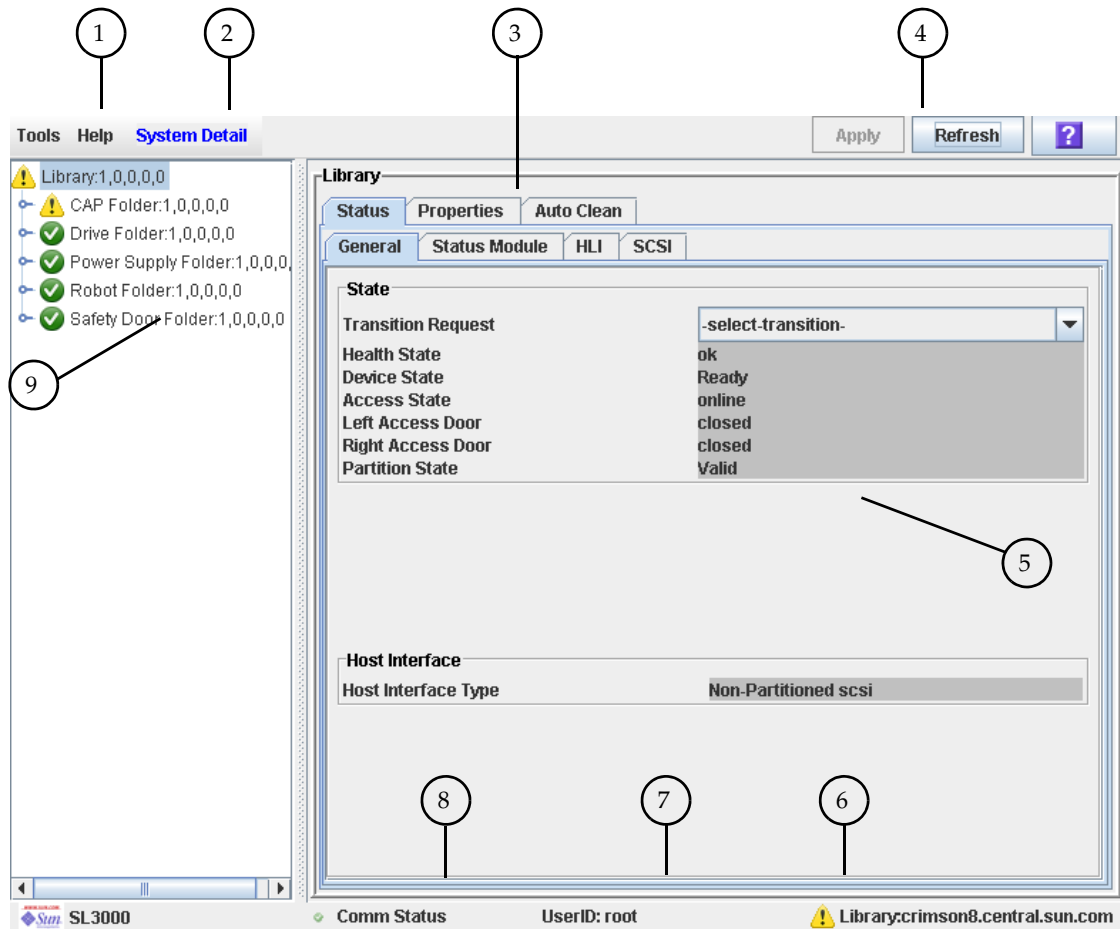 1 2 3 4
Tools Help System Detail
Apply Refresh ?
Library:1,0,0,0,0
CAP Folder:1,0,0,0,0
Drive Folder:1,0,0,0,0
Power Supply Folder:1,0,0,0,
Robot Folder:1,0,0,0,0
Safety Door Folder:1,0,0,0,0
9
Library
Status Properties Auto Clean
General Status Module HLI SCSI
State
Transition Request -select-transition-
Health State ok
Device State Ready
Access State online
Left Access Door closed
Right Access Door closed
Partition State Valid
5
Host Interface
Host Interface Type Non-Partitioned scsi
8 7 6
Sun SL3000 Comm Status UserID: root Library:crimson8.central.sun.com